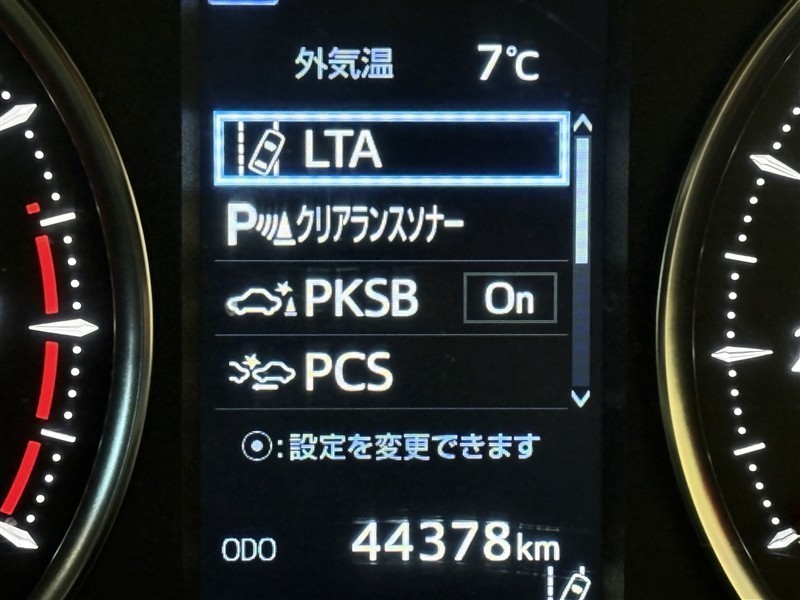 外気温 7℃
LTA
Pクリアランスソナー
PKSB On
PCS
:設定を変更できます
ODO 44378km